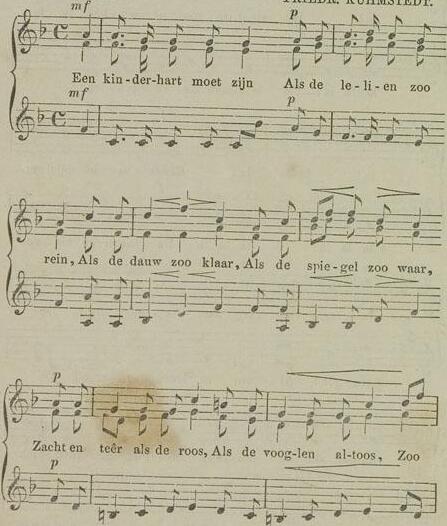 FRIEDR. KÜHMSTEDT.
mf
p
Een kin-der-hart moet zijn Als de le-li-en zoo
mf
p
rein, Als de dauw zoo klaar, Als de spie-gel zoo waar,
p
Zacht en teêr als de roos, Als de voog-len al-toos, Zoo
p